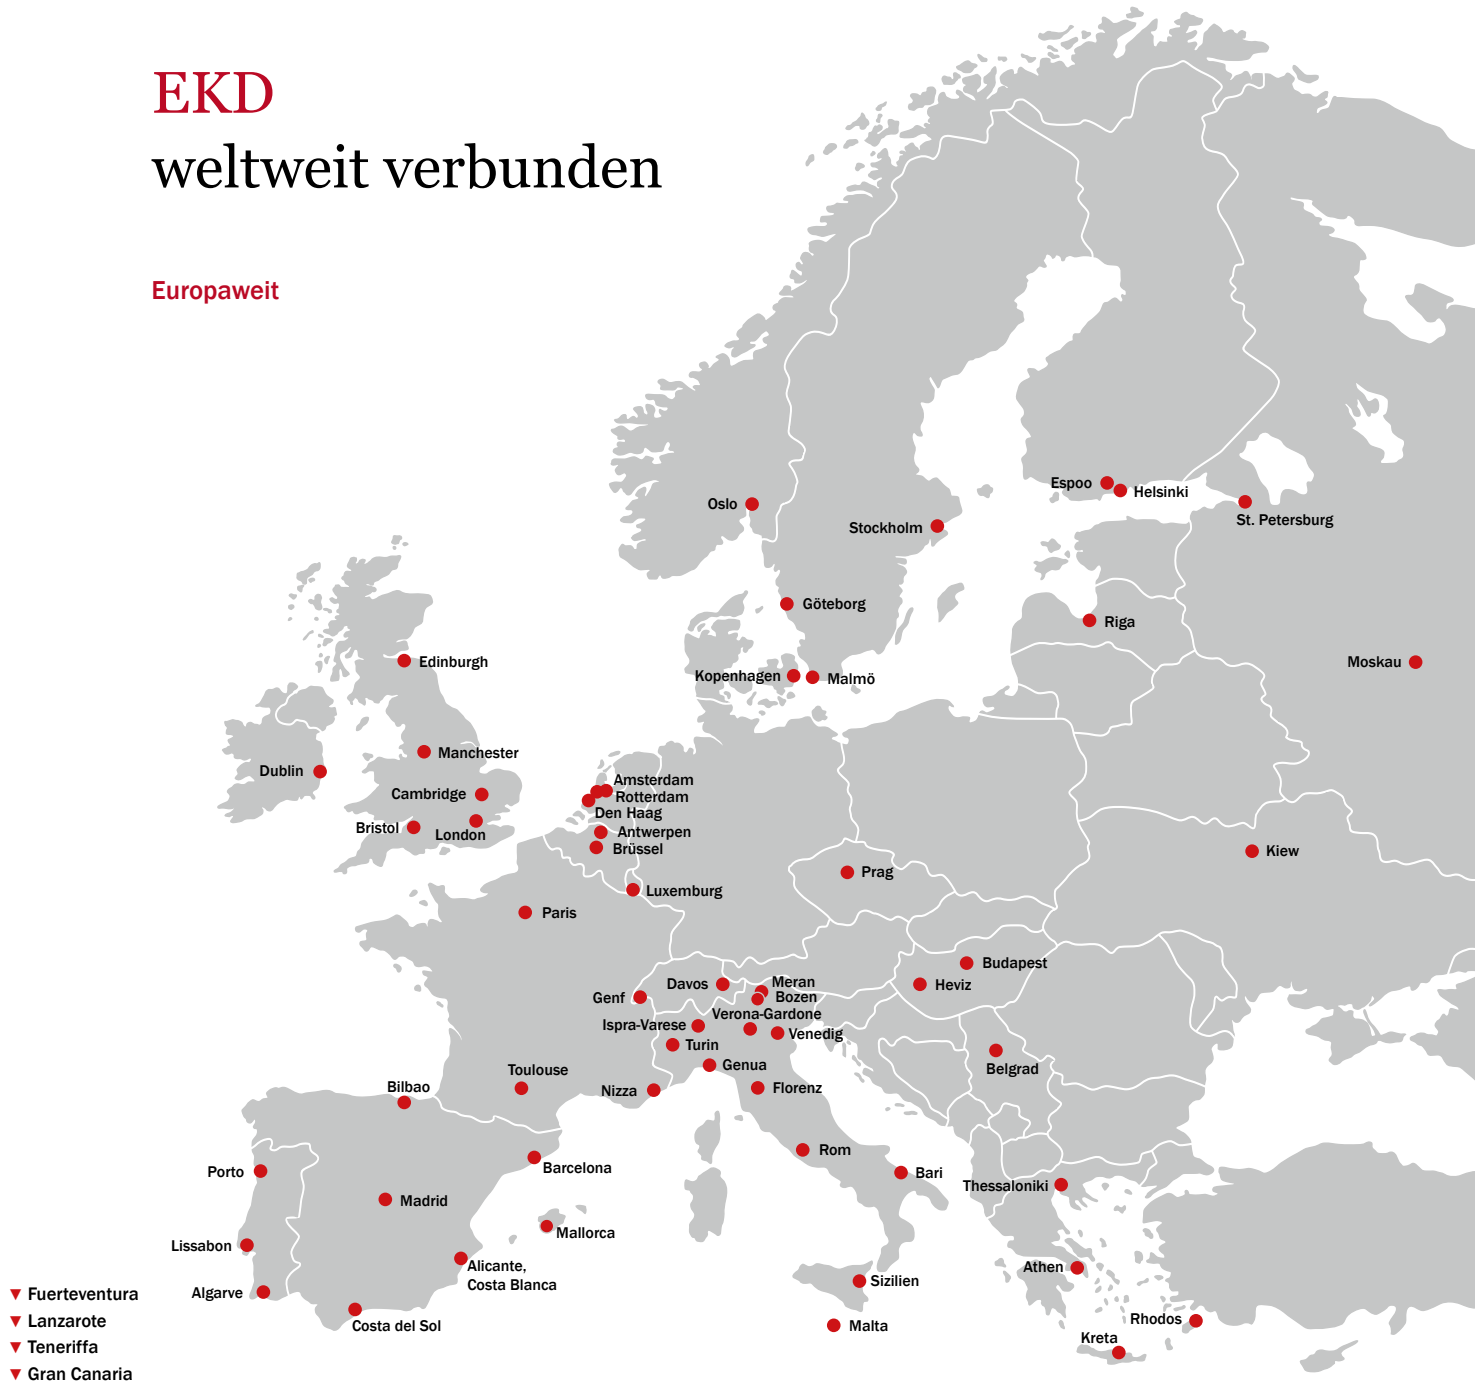 EKD
weltweit verbunden
Europaweit
Oslo
Stockholm
Espoo
Helsinki
St. Petersburg
Göteborg
Riga
Edinburgh
Kopenhagen
Malmö
Moskau
Manchester
Dublin
Cambridge
Bristol
London
Amsterdam
Rotterdam
Den Haag
Antwerpen
Brüssel
Kiew
Prag
Luxemburg
Paris
Budapest
Heviz
Davos
Meran
Bozen
Genf
Verona-Gardone
Ispra-Varese
Venedig
Turin
Genua
Belgrad
Toulouse
Bilbao
Nizza
Florenz
Rom
Porto
Barcelona
Bari
Thessaloniki
Madrid
Mallorca
Lissabon
Alicante,
Costa Blanca
Athen
Sizilien
Algarve
Costa del Sol
Malta
Rhodos
Kreta
▼ Fuerteventura
▼ Lanzarote
▼ Teneriffa
▼ Gran Canaria